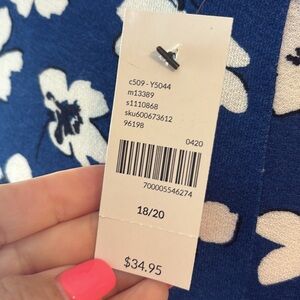 c509 - Y5044
m13389
s1110868
sku600673612
96198
0420
700005546274
18/20
$34.95